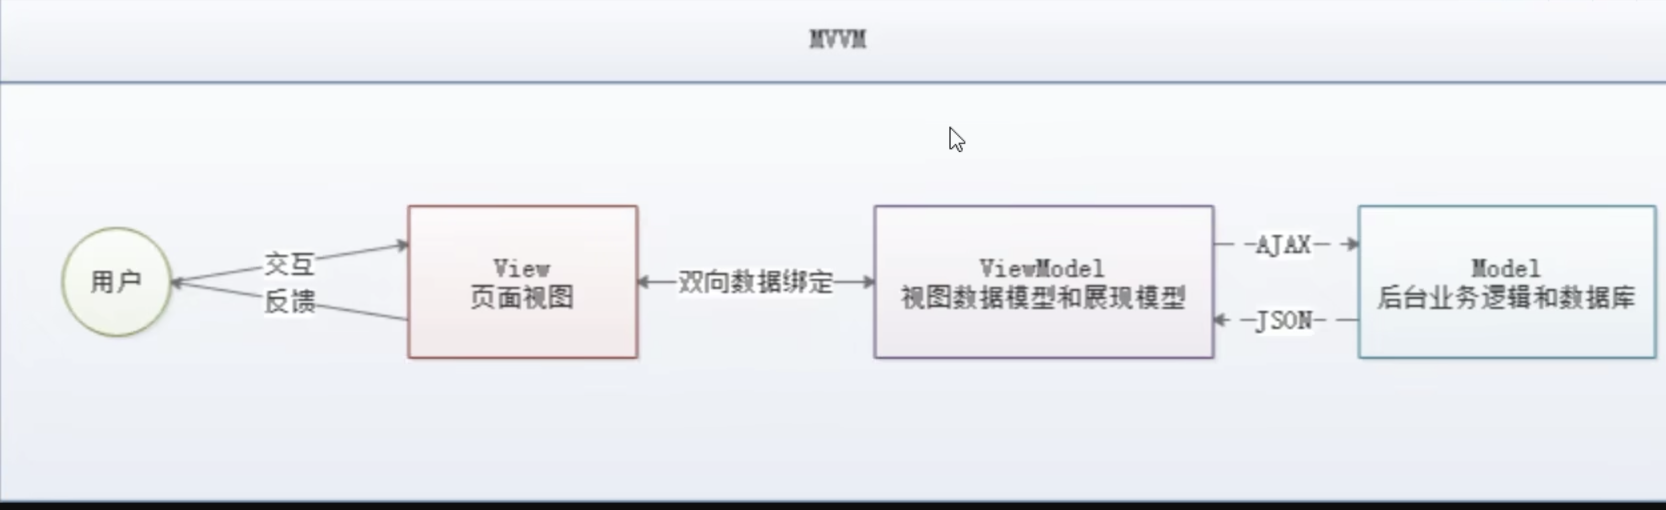 MVVM
用户
交互
反馈
View
页面视图
双向数据绑定
ViewModel
视图数据模型和展现模型
AJAX
JSON
Model
后台业务逻辑和数据库